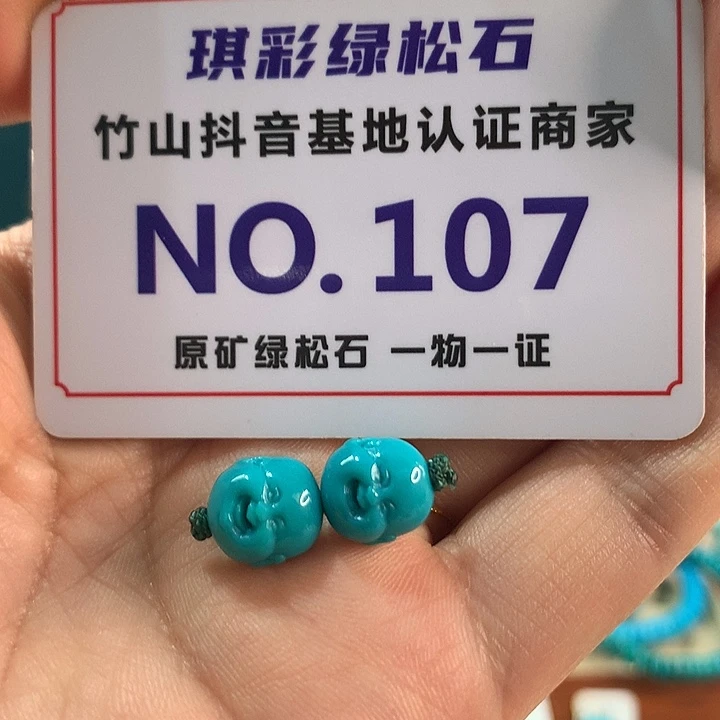 琪彩绿松石
竹山抖音基地认证商家
NO.107
原矿绿松石 一物一证